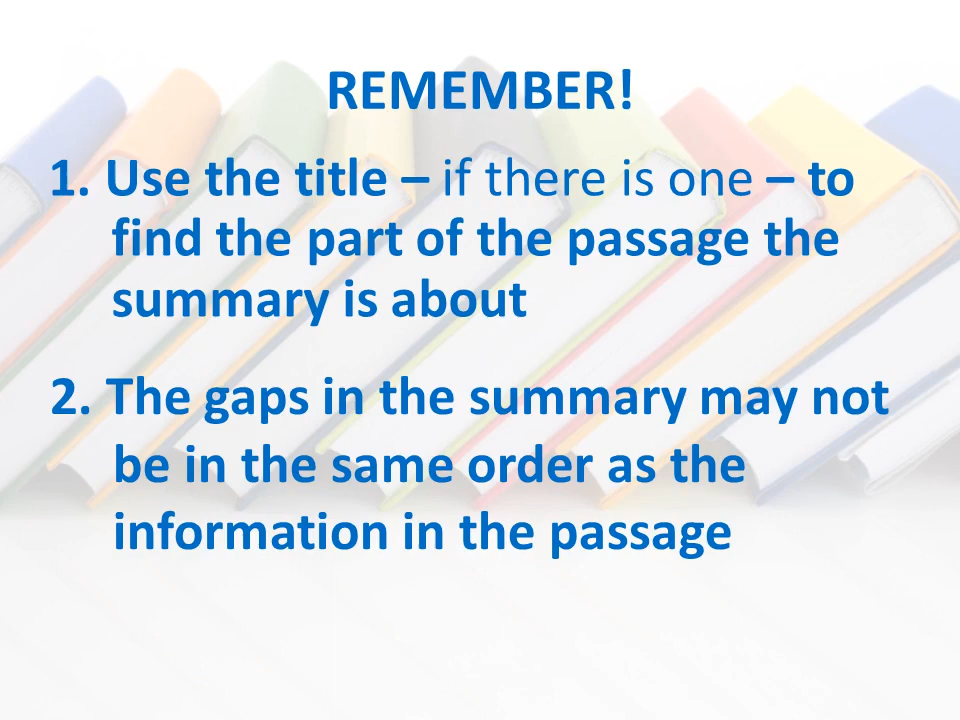 REMEMBER!
1. Use the title – if there is one – to
find the part of the passage the
summary is about
2. The gaps in the summary may not
be in the same order as the
information in the passage